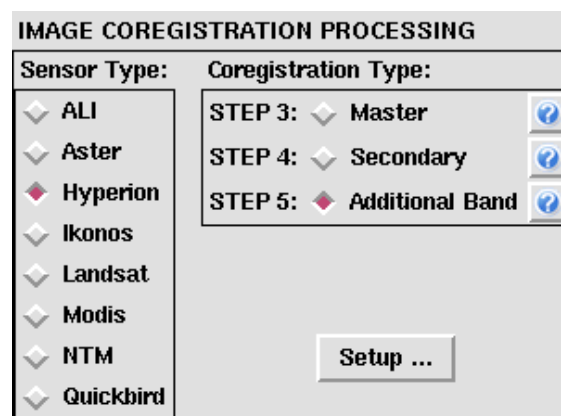 IMAGE COREGISTRATION PROCESSING
Sensor Type:
ALI
Aster
Hyperion
Ikonos
Landsat
Modis
NTM
Quickbird
Coregistration Type:
STEP 3: Master ?
STEP 4: Secondary ?
STEP 5: Additional Band ?
Setup ...